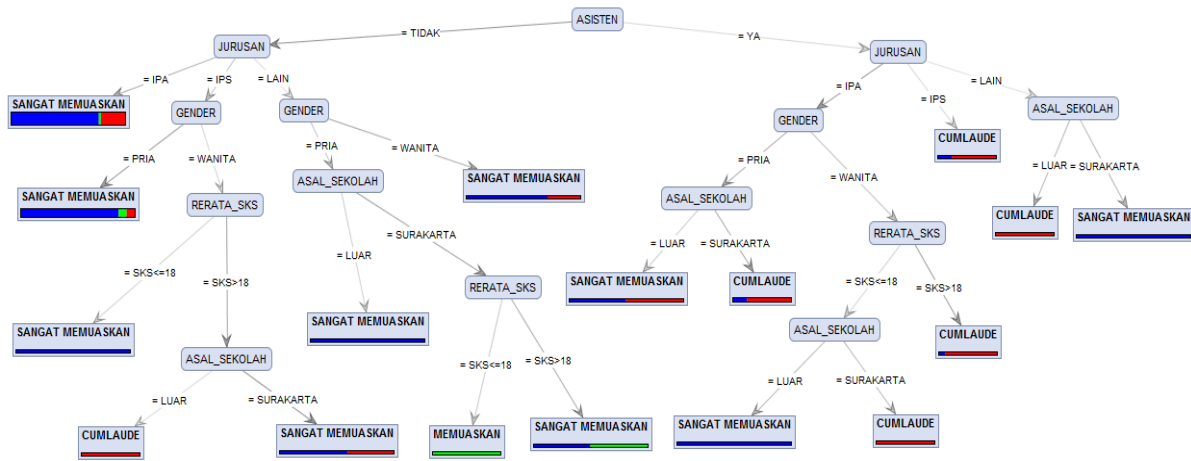 ASISTEN
= TIDAK
= YA
JURUSAN
JURUSAN
= IPA
= IPS
= LAIN
= IPA
= IPS
= LAIN
SANGAT MEMUASKAN
GENDER
GENDER
GENDER
CUMLAUDE
ASAL_SEKOLAH
= PRIA
= WANITA
= PRIA
= WANITA
= PRIA
= WANITA
= LUAR
= SURAKARTA
SANGAT MEMUASKAN
RERATA_SKS
ASAL_SEKOLAH
SANGAT MEMUASKAN
ASAL_SEKOLAH
RERATA_SKS
CUMLAUDE
SANGAT MEMUASKAN
= SKS<=18
= SKS>18
= LUAR
= SURAKARTA
= LUAR
= SURAKARTA
= SKS<=18
= SKS>18
SANGAT MEMUASKAN
ASAL_SEKOLAH
SANGAT MEMUASKAN
RERATA_SKS
SANGAT MEMUASKAN
CUMLAUDE
ASAL_SEKOLAH
CUMLAUDE
= LUAR
= SURAKARTA
= SKS<=18
= SKS>18
= LUAR
= SURAKARTA
CUMLAUDE
SANGAT MEMUASKAN
MEMUASKAN
SANGAT MEMUASKAN
SANGAT MEMUASKAN
CUMLAUDE